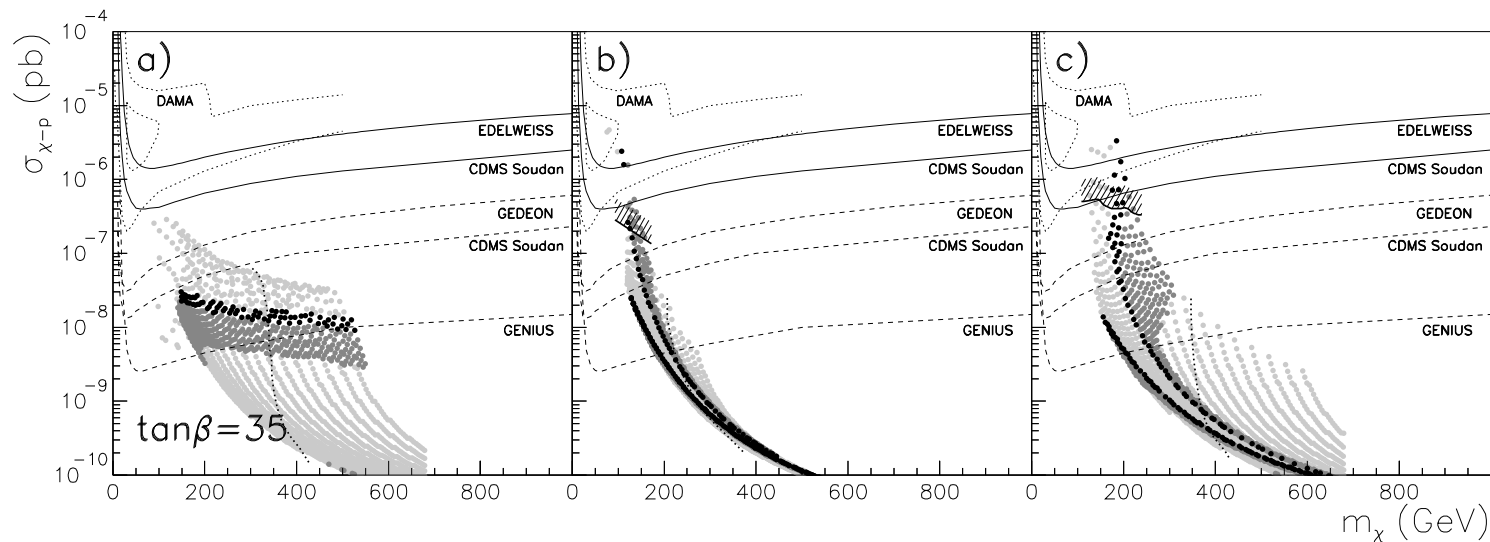 σχ-p (pb)
10-4
10-5
10-6
10-7
10-8
10-9
10-10
a)
DAMA
EDELWEISS
CDMS Soudan
GEDEON
CDMS Soudan
GENIUS
tanβ=35
0 200 400 600 800
b)
DAMA
EDELWEISS
CDMS Soudan
GEDEON
CDMS Soudan
GENIUS
0 200 400 600 800
c)
DAMA
EDELWEISS
CDMS Soudan
GEDEON
CDMS Soudan
GENIUS
0 200 400 600 800
mχ (GeV)